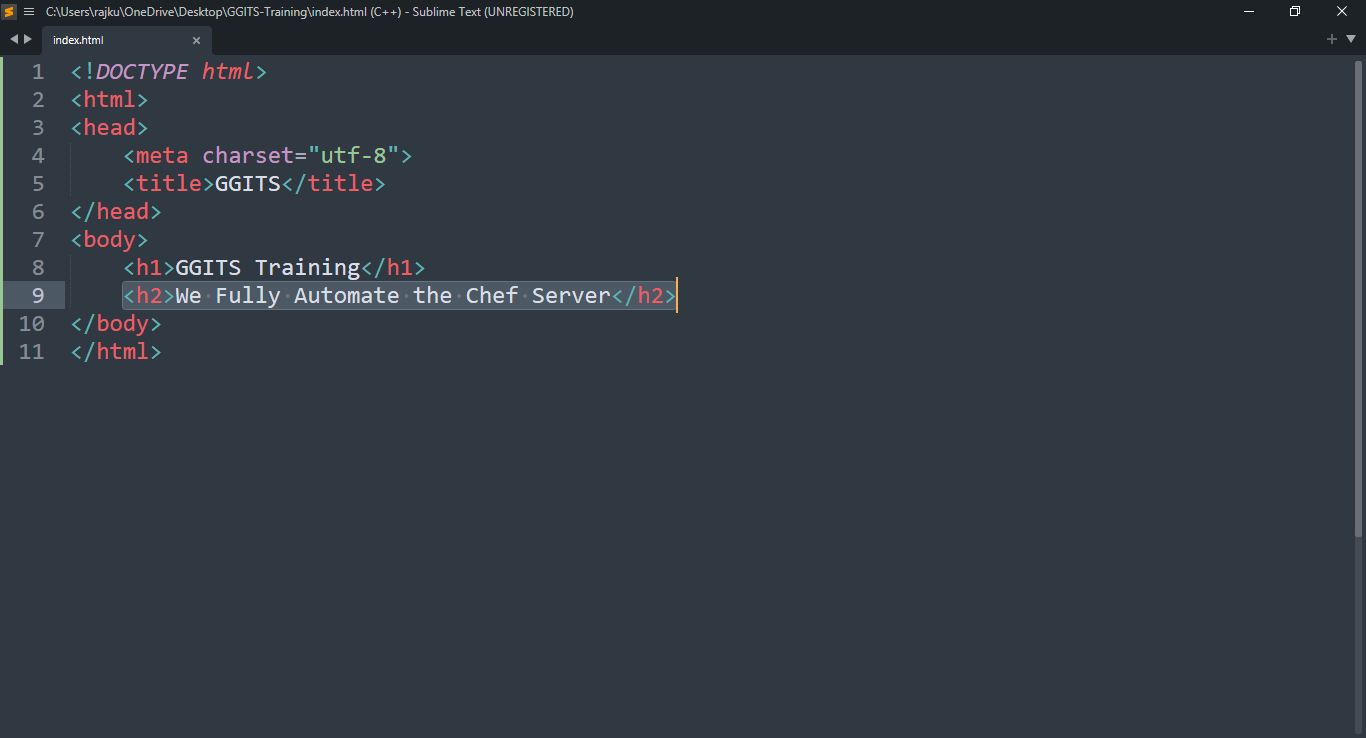 C:\Users\rajku\OneDrive\Desktop\GGITS-Training\index.html (C++) - Sublime Text (UNREGISTERED)
index.html
1 <!DOCTYPE html>
2 <html>
3 <head>
4     <meta charset="utf-8">
5     <title>GGITS</title>
6 </head>
7 <body>
8     <h1>GGITS Training</h1>
9     <h2>We Fully Automate the Chef Server</h2>
10 </body>
11 </html>